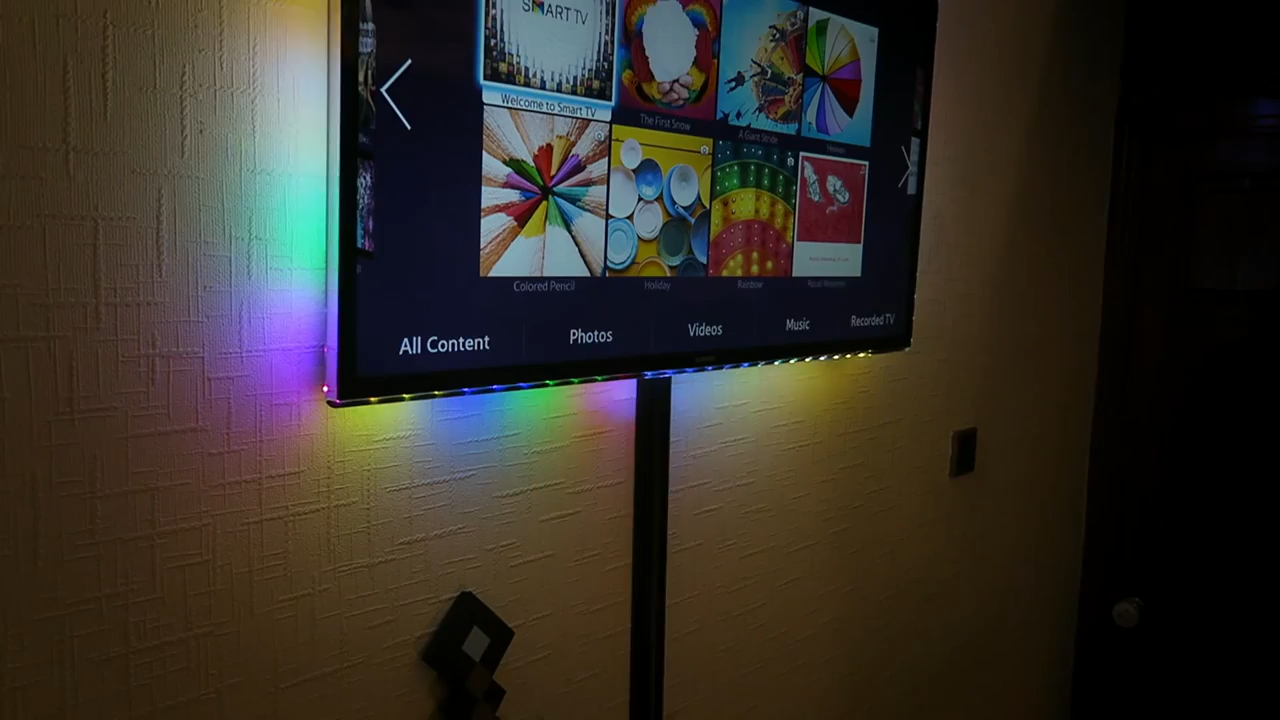 SMART TV
Welcome to Smart TV
The First Snow
A Giant Stride
Heaven
Colored Pencil
Holiday
Rainbow
All Content
Photos
Videos
Music
Recorded TV